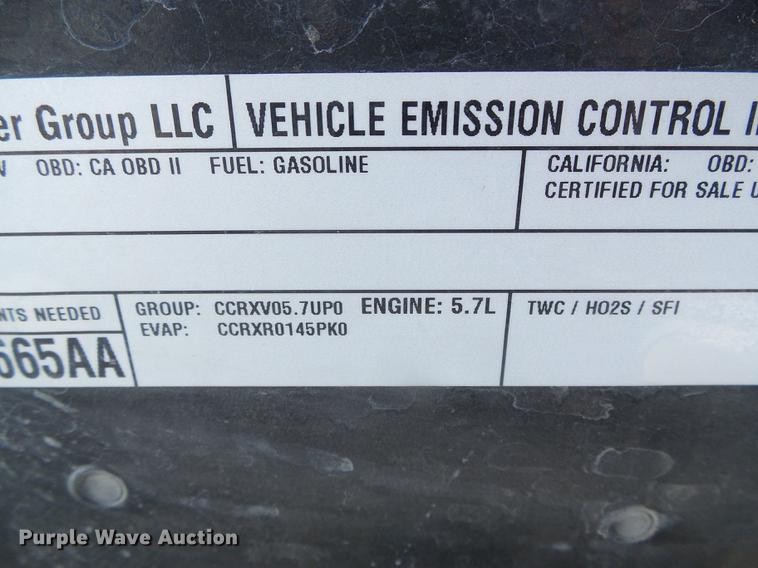 er Group LLC VEHICLE EMISSION CONTROL
OBD: CA OBD II FUEL: GASOLINE CALIFORNIA: OBD:
CERTIFIED FOR SALE
NTS NEEDED GROUP: CCRXV05.7UP0 ENGINE: 5.7L TWC / HO2S / SFI
EVAP: CCRXR0145PK0
665AA
Purple Wave Auction